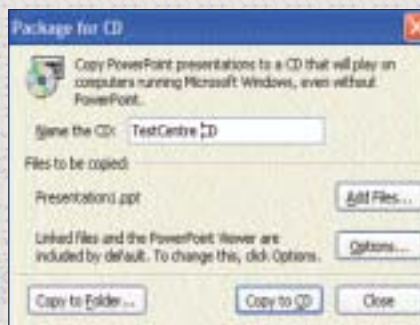 Package for CD
Copy PowerPoint presentations to a CD that will play on
computers running Microsoft Windows, even without
PowerPoint.
Name the CD: TestCentre CD
Files to be copied:
Presentation1.ppt
Add Files...
Linked files and the PowerPoint Viewer are
included by default. To change this, click Options.
Options...
Copy to Folder...
Copy to CD
Close